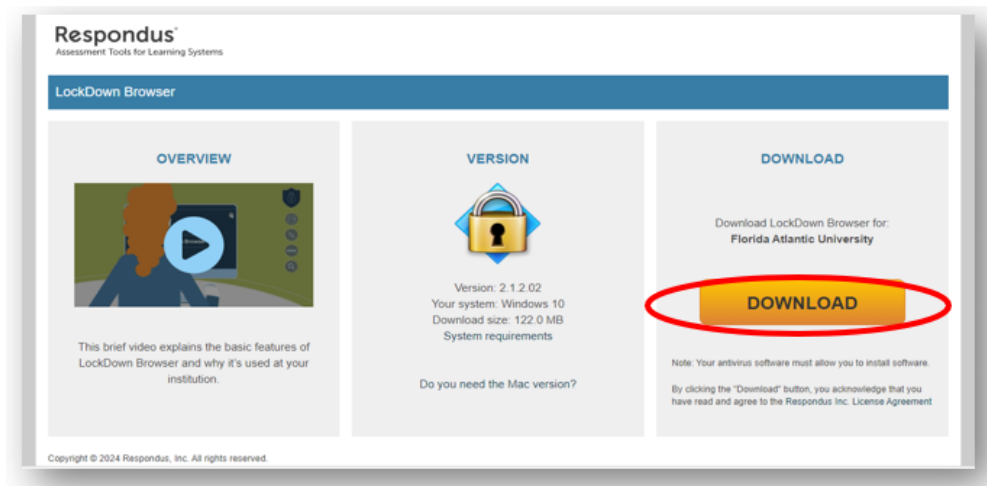 Respondus®
Assessment Tools for Learning Systems
LockDown Browser
OVERVIEW
This brief video explains the basic features of
LockDown Browser and why it's used at your
institution.
VERSION
Version: 2.1.2.02
Your system: Windows 10
Download size: 122.0 MB
System requirements
Do you need the Mac version?
DOWNLOAD
Download LockDown Browser for:
Florida Atlantic University
DOWNLOAD
Note: Your antivirus software must allow you to install software.
By clicking the "Download" button, you acknowledge that you
have read and agree to the Respondus Inc. License Agreement
Copyright © 2024 Respondus, Inc. All rights reserved.